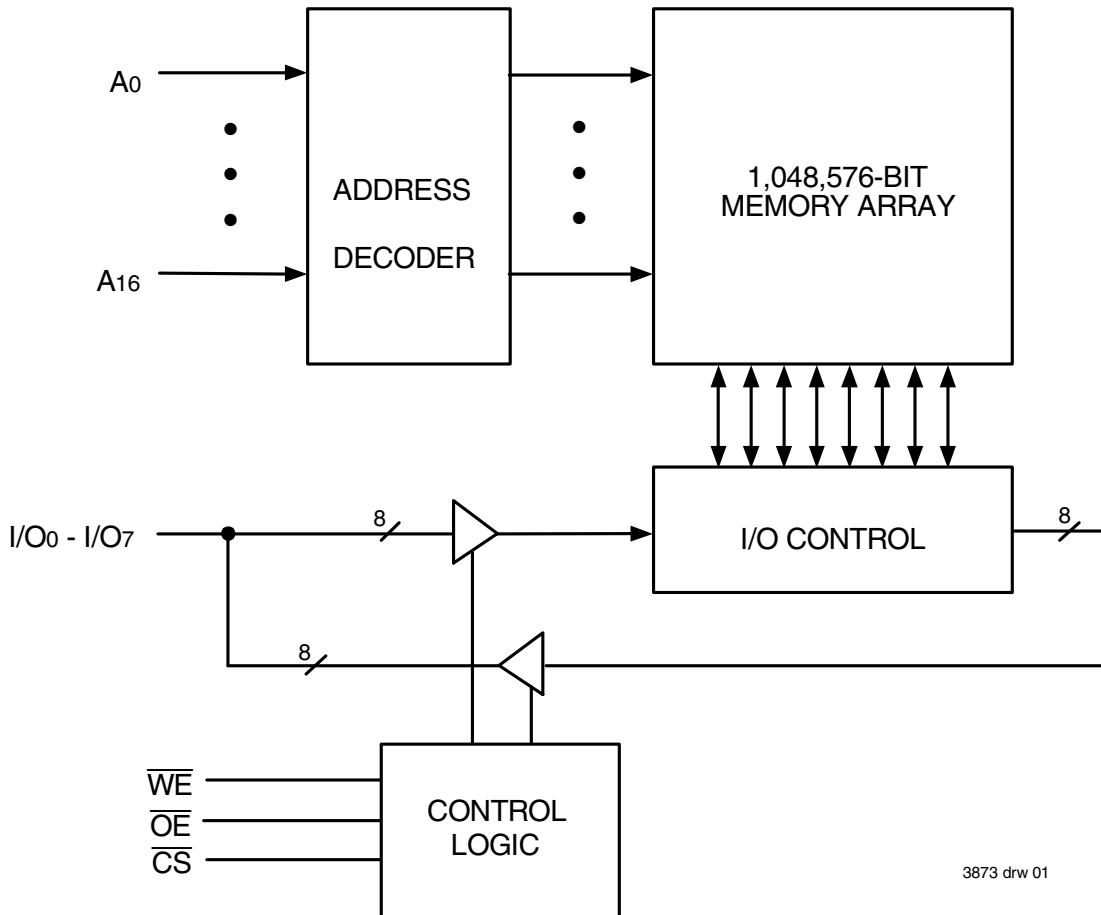 A0
A16
ADDRESS
DECODER
1,048,576-BIT
MEMORY ARRAY
I/O0 - I/O7
8
I/O CONTROL
8
8
WE
OE
CS
CONTROL
LOGIC
3873 drw 01